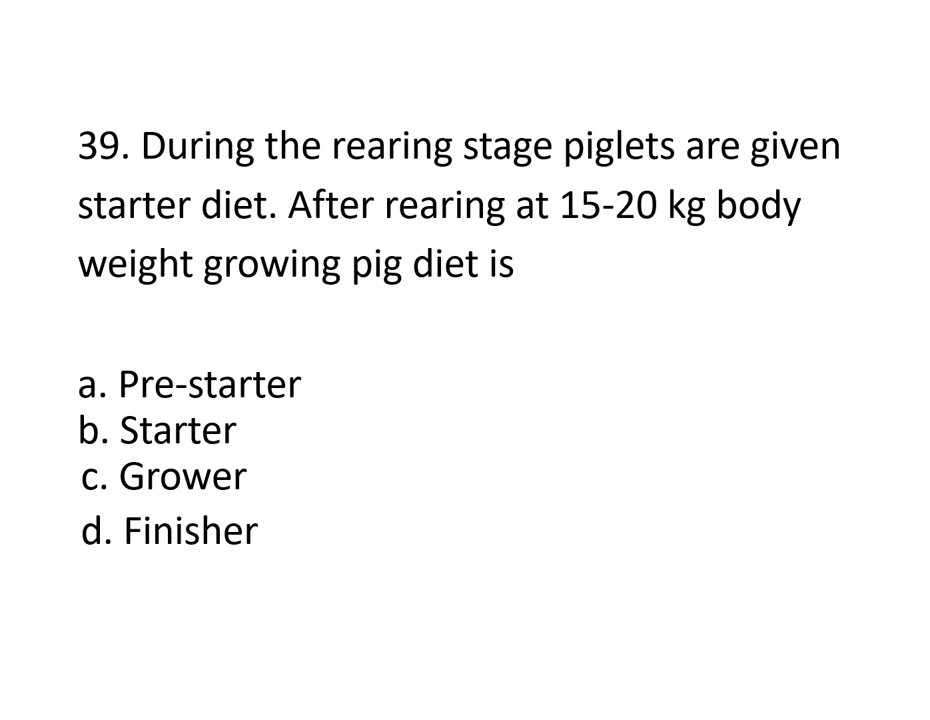 39. During the rearing stage piglets are given
starter diet. After rearing at 15-20 kg body
weight growing pig diet is
a. Pre-starter
b. Starter
c. Grower
d. Finisher